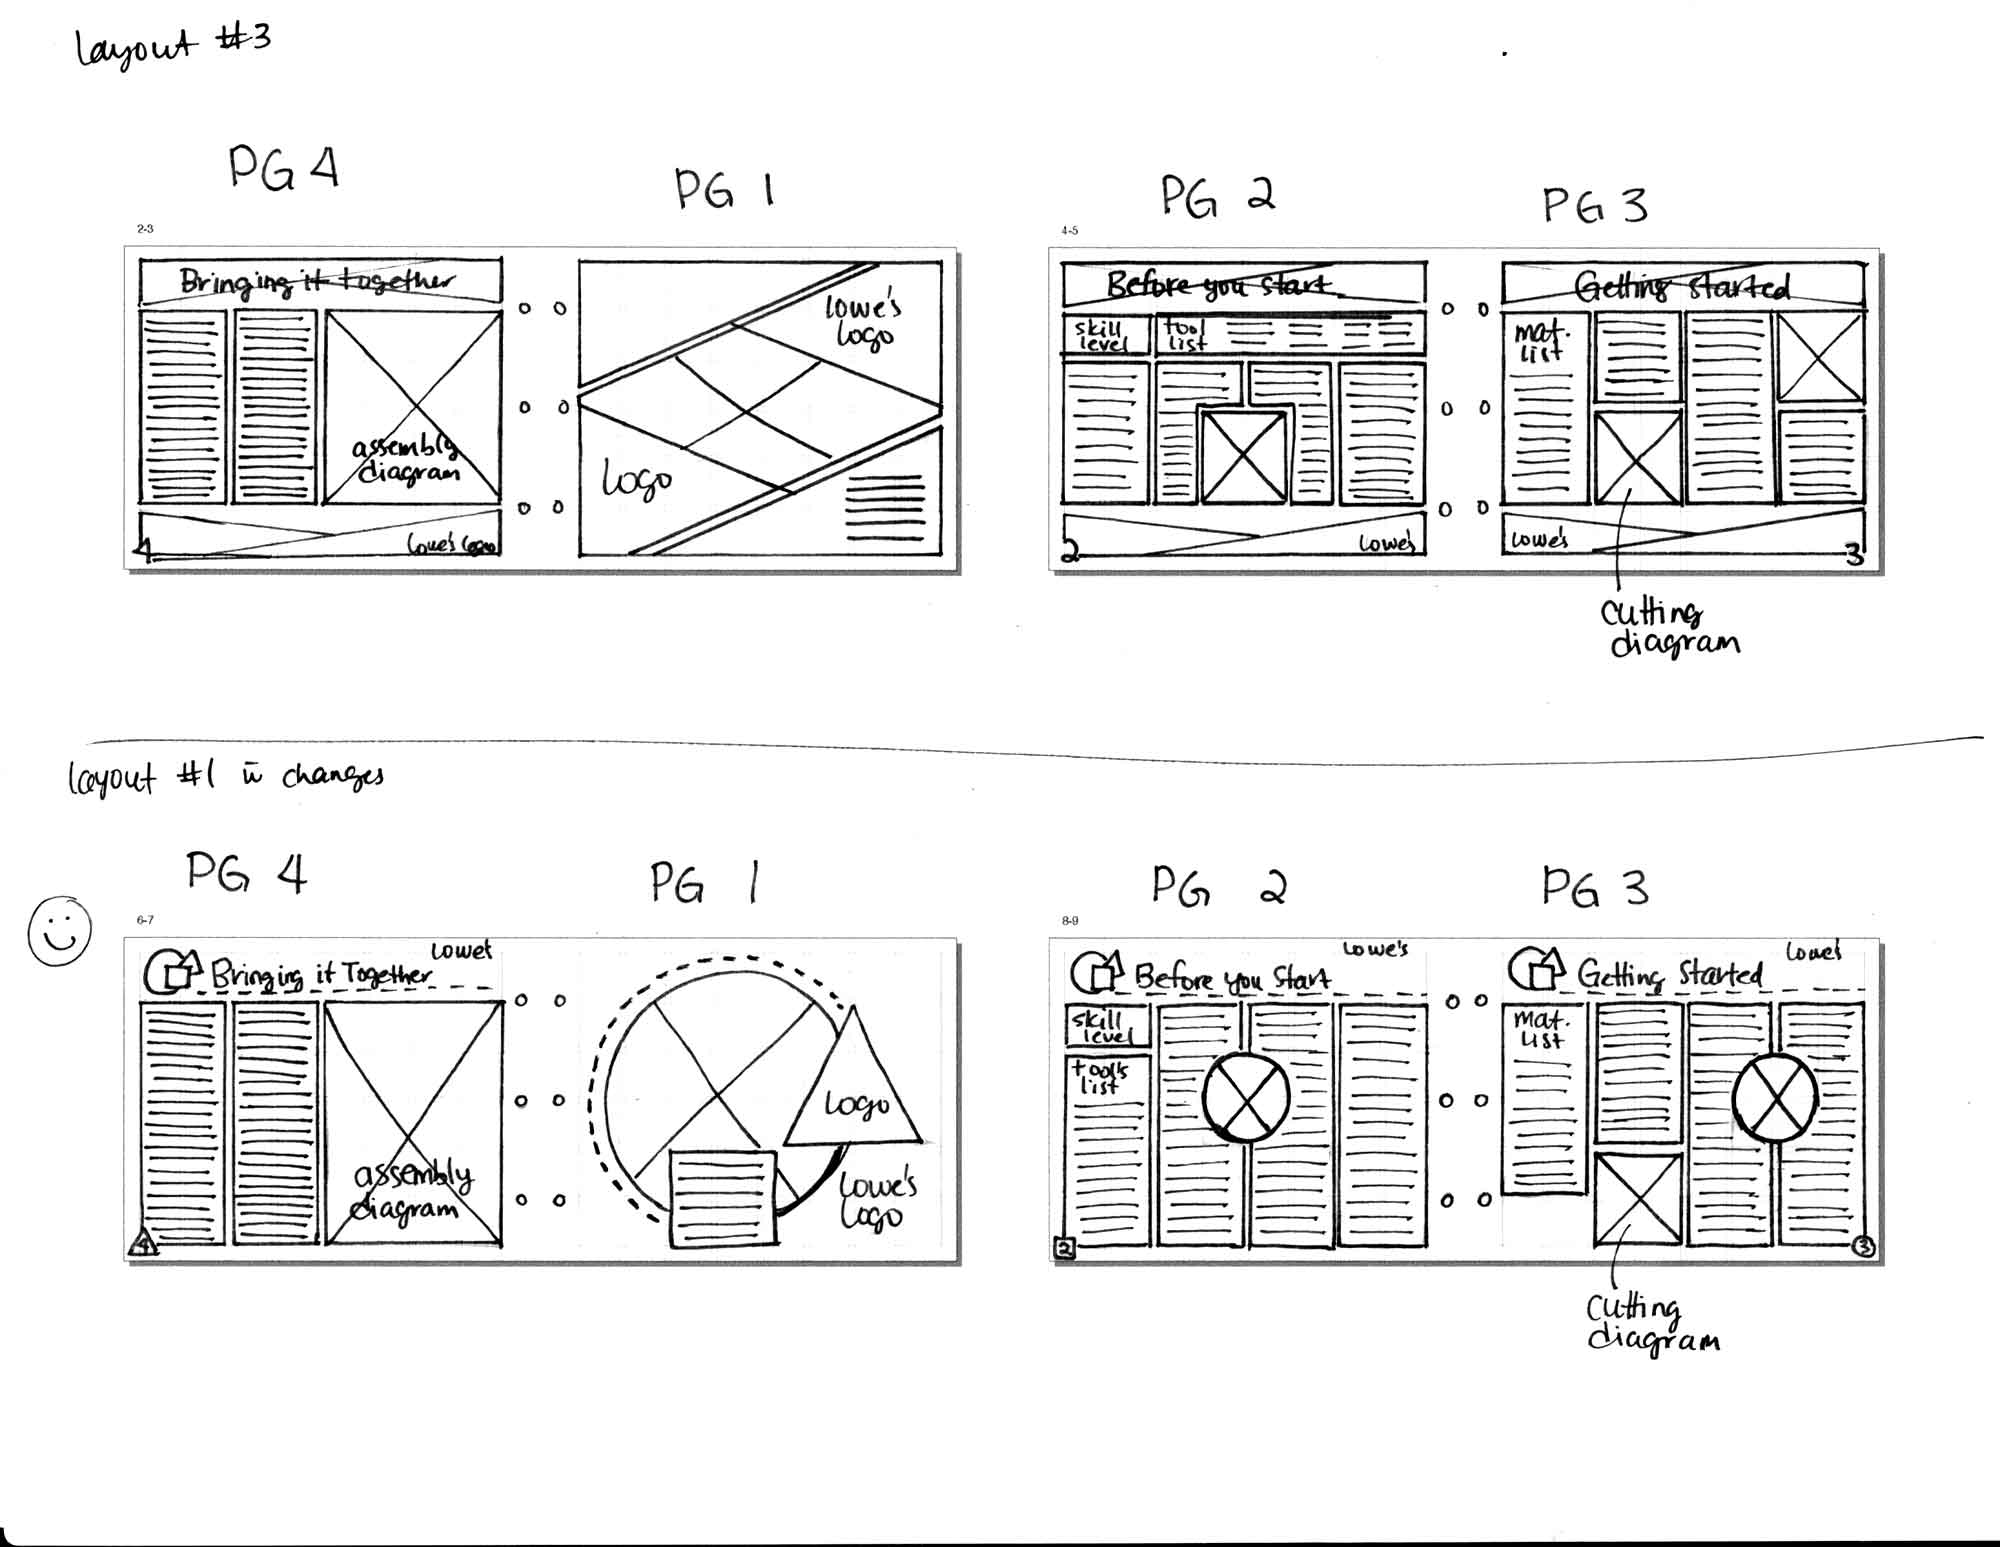 Layout #3
PG 4
PG 1
PG 2
PG 3
2-3
Bringing it together
assembly
diagram
4
Lowe's Logo
Lowe's
Logo
Logo
4-5
Before you start
skill
level
tool
list
2
Lowe's
Getting started
mat.
list
Lowe's
3
cutting
diagram
Layout #1 w̄ changes
PG 4
PG 1
PG 2
PG 3
6-7
Bringing it Together
Lowe's
assembly
diagram
4
Logo
Lowe's
Logo
8-9
Before you Start
Lowe's
skill
level
tools
list
2
Getting Started
Lowe's
mat.
list
3
cutting
diagram